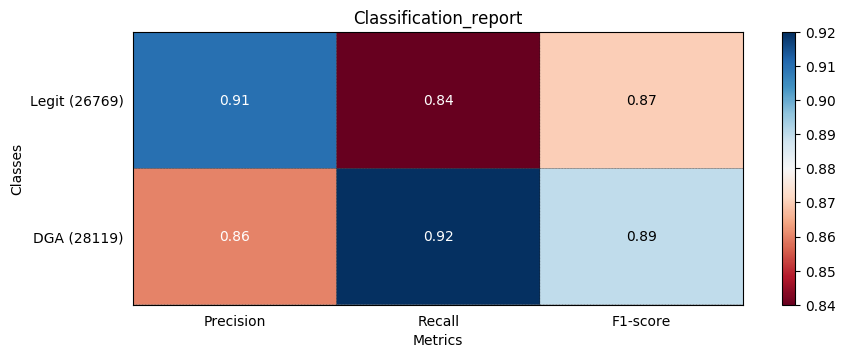 Classification_report
Classes
Legit (26769)
0.91
0.84
0.87
DGA (28119)
0.86
0.92
0.89
Precision
Recall
F1-score
Metrics
0.92
0.91
0.90
0.89
0.88
0.87
0.86
0.85
0.84